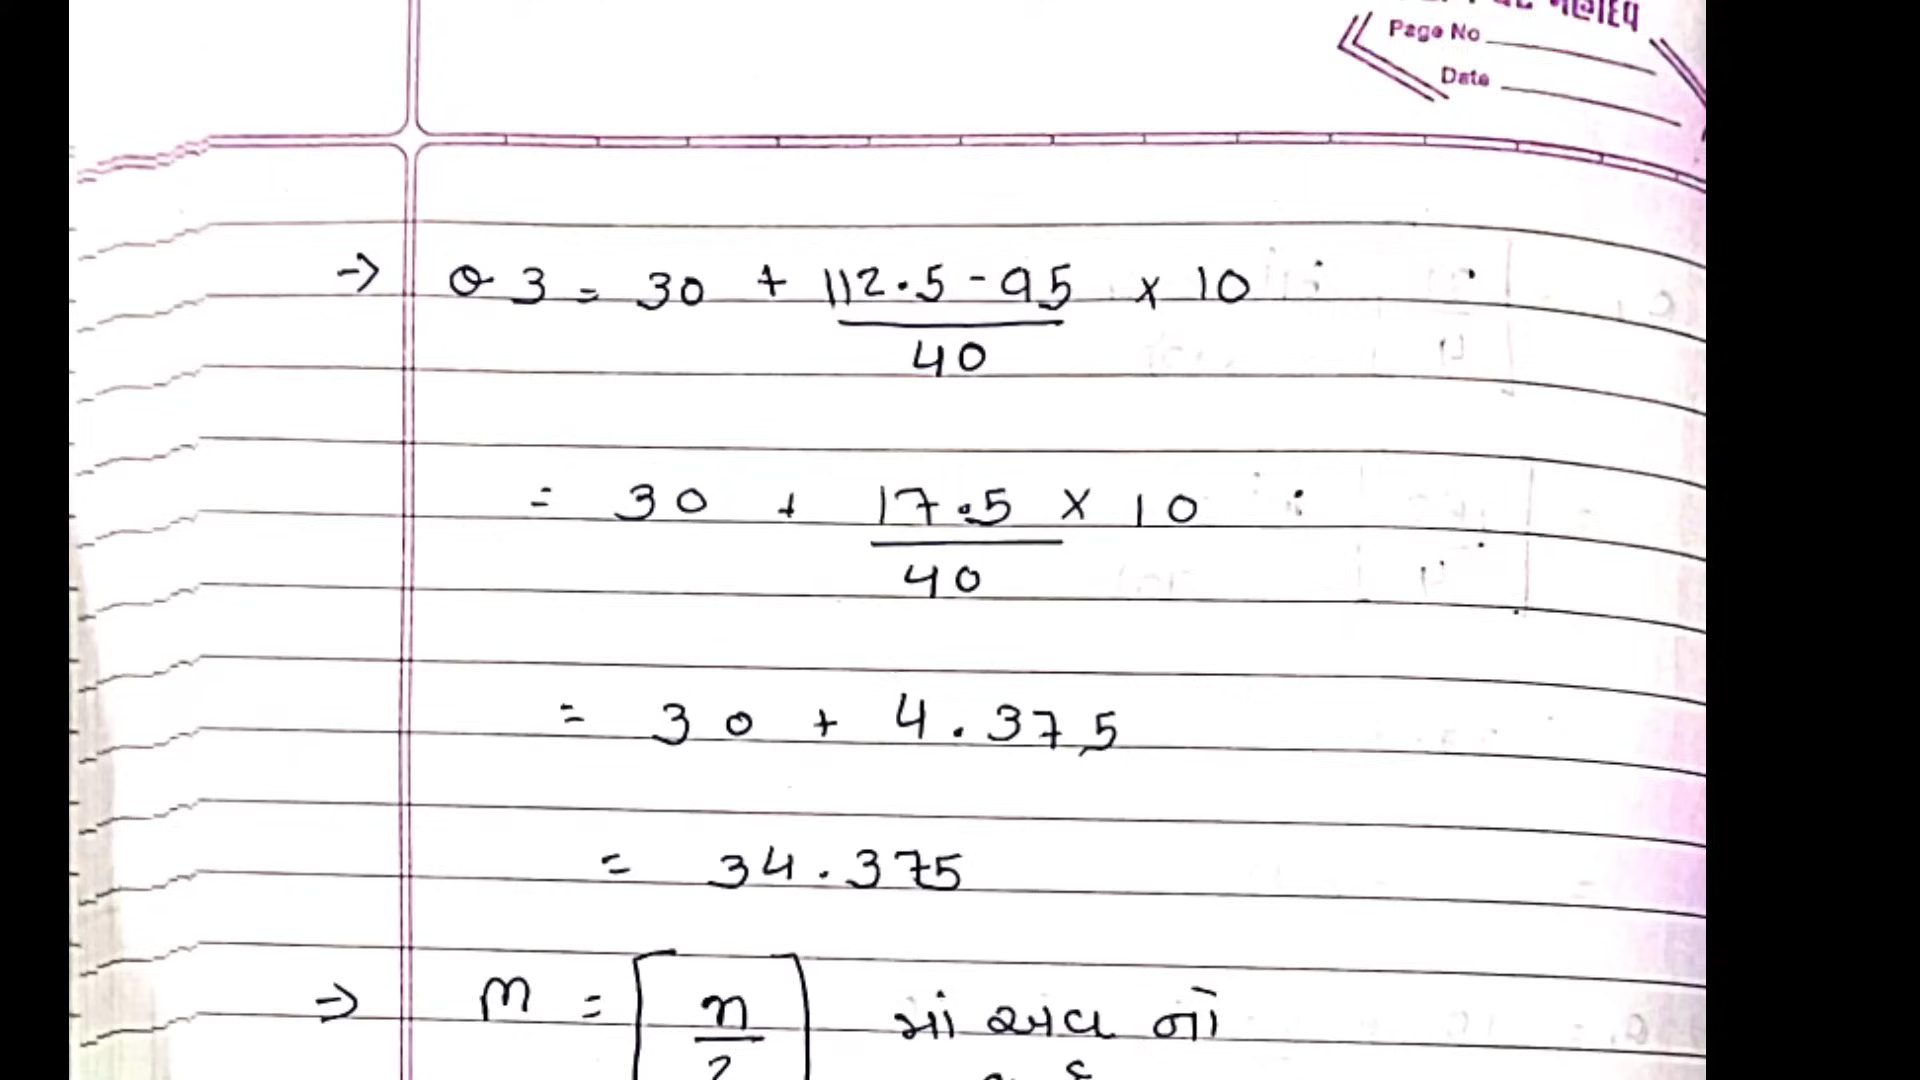 Page No
Date
→ Q3 = 30 + 112.5 - 95 × 10
40
= 30 + 17.5 × 10
40
= 30 + 4.375
= 34.375
→ m = [n
2] માં અવ નો